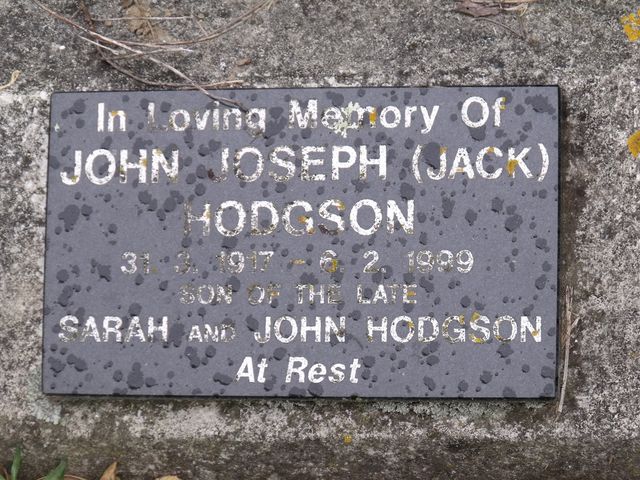 In Loving Memory Of
JOHN JOSEPH (JACK)
HODGSON
31. 3. 1917 - 6. 2. 1999
SON OF THE LATE
SARAH AND JOHN HODGSON
At Rest